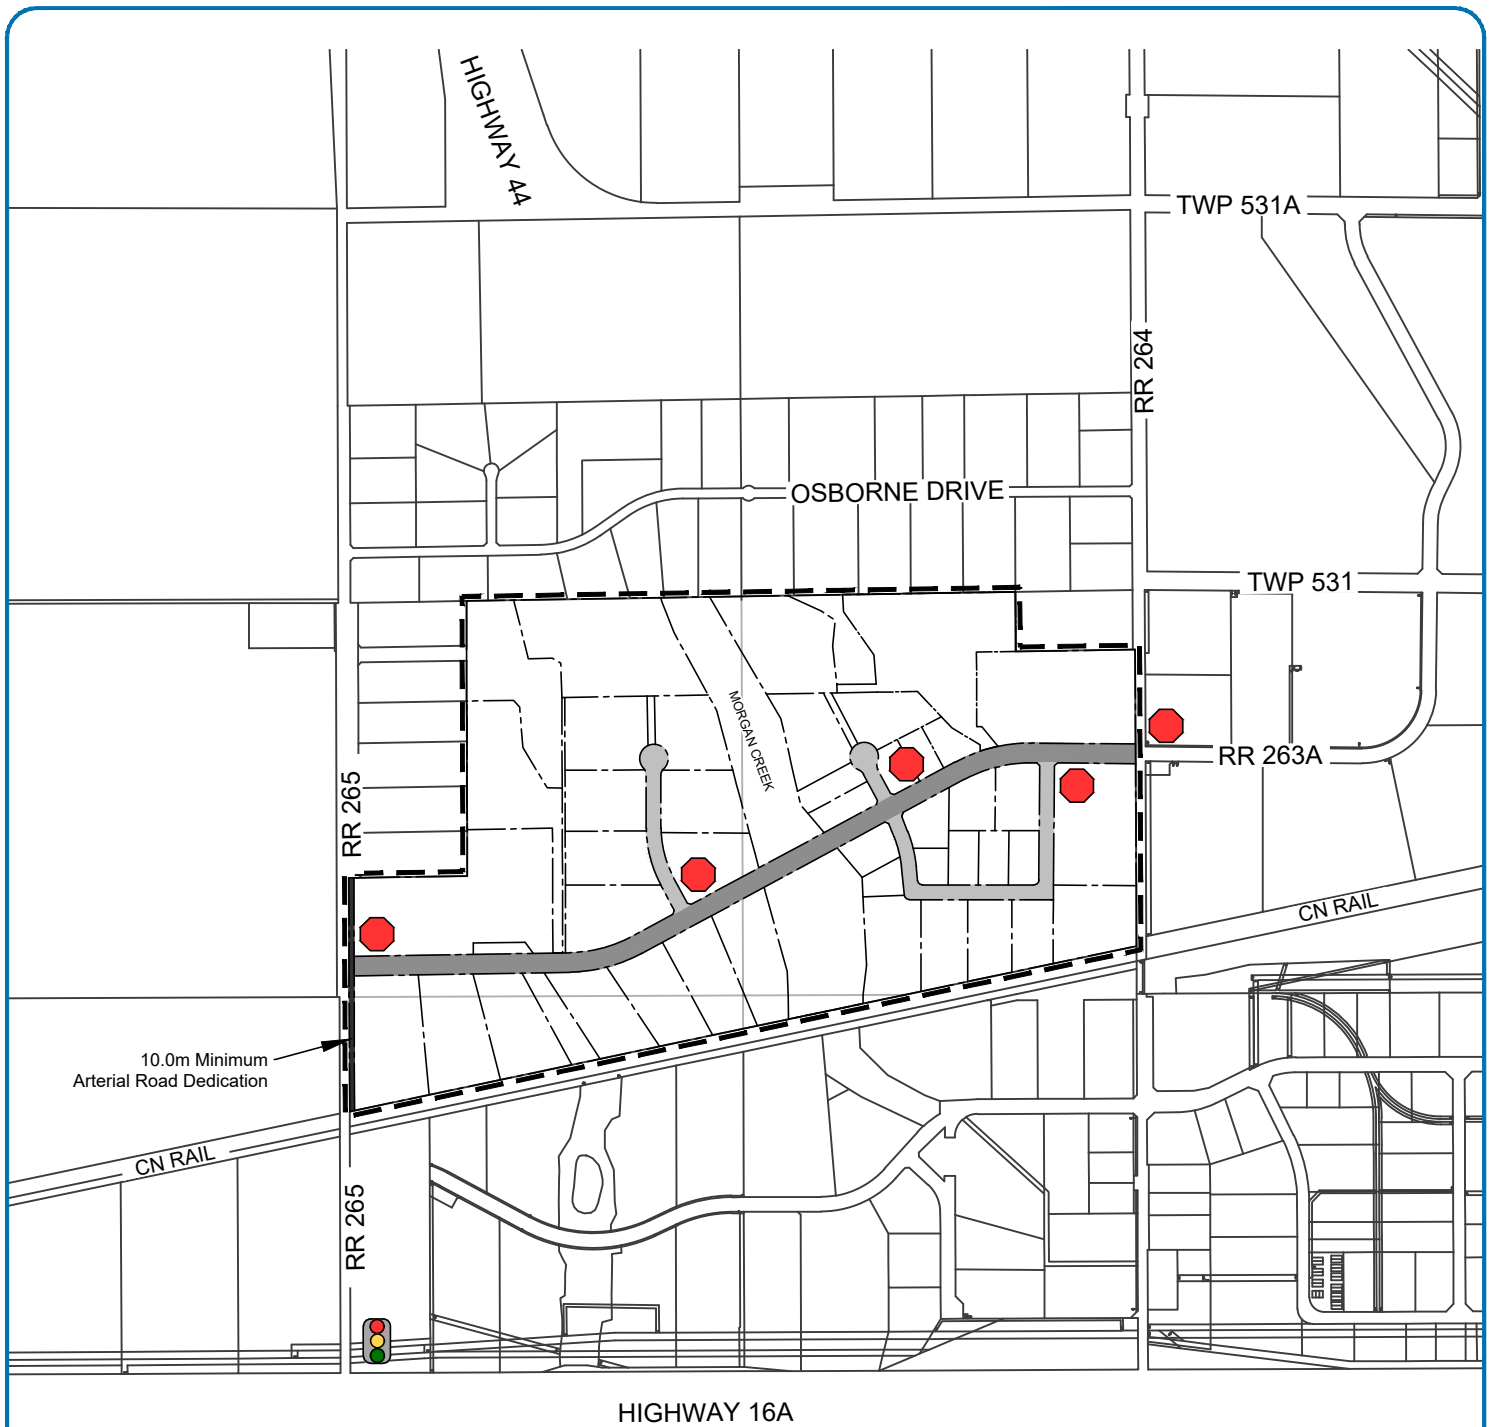 HIGHWAY 44
TWP 531A
RR 264
OSBORNE DRIVE
TWP 531
MORGAN CREEK
RR 263A
RR 265
CN RAIL
10.0m Minimum
Arterial Road Dedication
CN RAIL
RR 265
HIGHWAY 16A